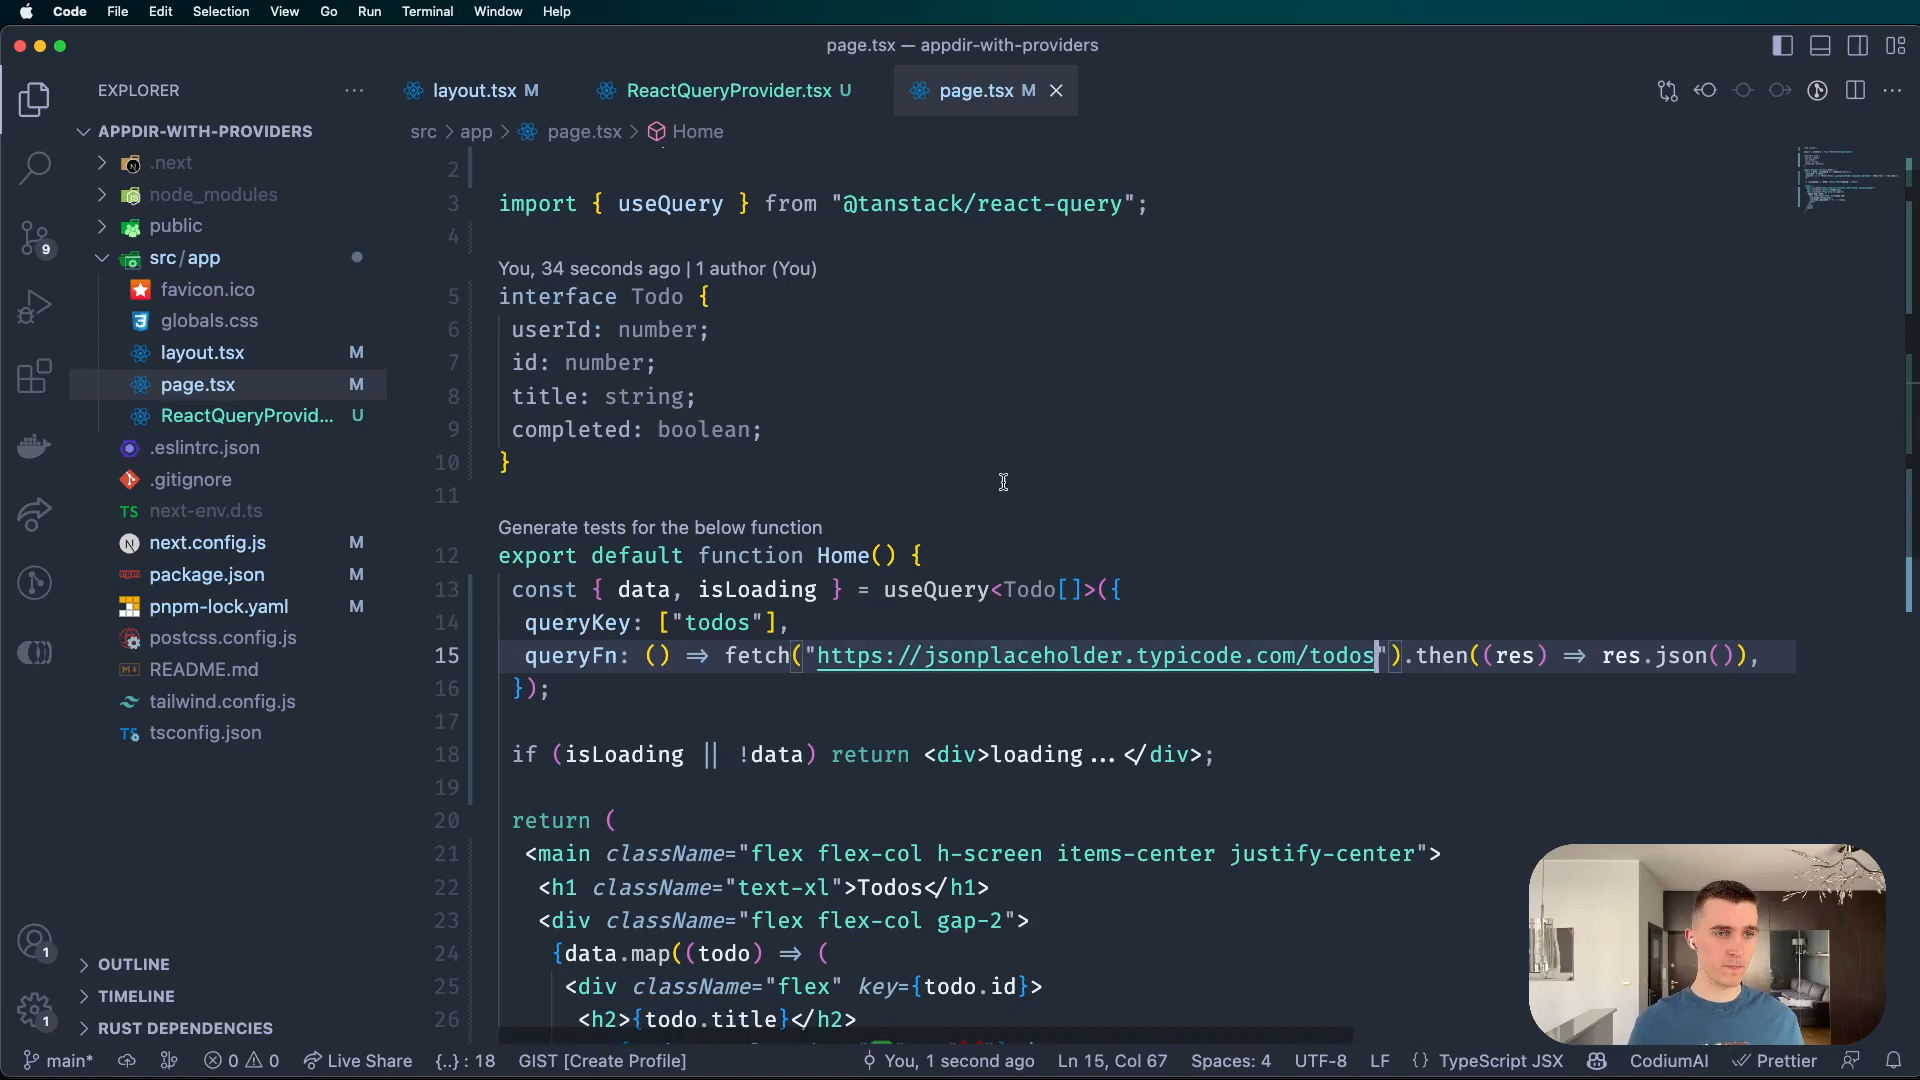 Code File Edit Selection View Go Run Terminal Window Help
page.tsx — appdir-with-providers
EXPLORER
layout.tsx M
ReactQueryProvider.tsx U
page.tsx M
APPDIR-WITH-PROVIDERS
src > app > page.tsx > Home
.next
node_modules
public
src/app
favicon.ico
globals.css
layout.tsx M
page.tsx M
ReactQueryProvid... U
.eslintrc.json
.gitignore
TS next-env.d.ts
next.config.js M
package.json M
pnpm-lock.yaml M
postcss.config.js
README.md
tailwind.config.js
TS tsconfig.json
OUTLINE
TIMELINE
RUST DEPENDENCIES
9
1
1
2
3 import { useQuery } from "@tanstack/react-query";
4
You, 34 seconds ago | 1 author (You)
5 interface Todo {
6 userId: number;
7 id: number;
8 title: string;
9 completed: boolean;
10 }
11
Generate tests for the below function
12 export default function Home() {
13 const { data, isLoading } = useQuery<Todo[]>({
14 queryKey: ["todos"],
15 queryFn: () ⇒ fetch("https://jsonplaceholder.typicode.com/todos").then((res) ⇒ res.json()),
16 });
17
18 if (isLoading || !data) return <div>loading...</div>;
19
20 return (
21 <main className="flex flex-col h-screen items-center justify-center">
22 <h1 className="text-xl">Todos</h1>
23 <div className="flex flex-col gap-2">
24 {data.map((todo) ⇒ (
25 <div className="flex" key={todo.id}>
26 <h2>{todo.title}</h2>
main* 0 0 Live Share {..} : 18 GIST [Create Profile] You, 1 second ago Ln 15, Col 67 Spaces: 4 UTF-8 LF {} TypeScript JSX CodiumAI Prettier